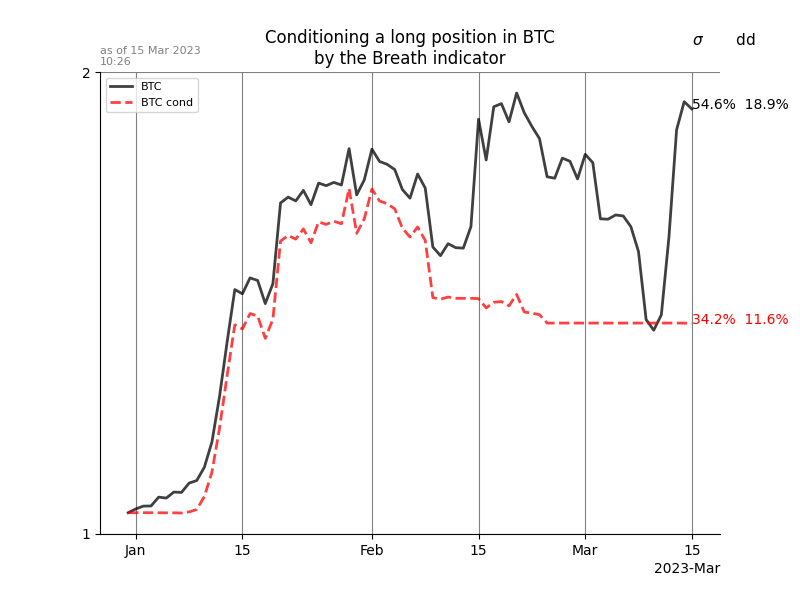 Conditioning a long position in BTC
by the Breath indicator
σ dd
as of 15 Mar 2023
10:26
2
BTC
BTC cond
54.6% 18.9%
34.2% 11.6%
1
Jan 15 Feb 15 Mar 15
2023-Mar